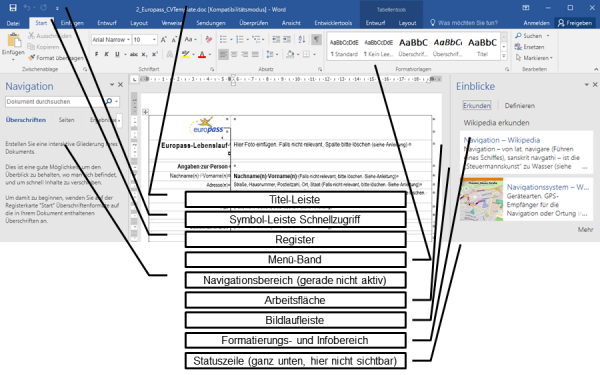 2_Europass_CVTemplate.doc [Kompatibilitätsmodus] - Word
Tabellentools
Datei Start Einfügen Entwurf Layout Verweise Sendungen Überprüfen Ansicht Entwicklertools Entwurf Layout Was möchten Sie tun? Anmelden Freigeben
Einfügen
Ausschneiden
Kopieren
Format übertragen
Zwischenablage
Arial Narrow 10
Schriftart
Absatz
AaBbCcDdE AaBbCcDdE AaBbC AaBbCc AaBbC
¶ Standard ¶ Kein Lee... Überschrif... Überschrif... Titel
Formatvorlagen
Suchen
Ersetzen
Markieren
Bearbeiten
Navigation
Dokument durchsuchen
Überschriften Seiten Ergebnisse
Erstellen Sie eine interaktive Gliederung Ihres
Dokuments.
Dies ist eine gute Möglichkeit, um den
Überblick zu behalten, wo man sich befindet,
und um schnell Inhalte zu verschieben.
Um damit zu beginnen, wenden Sie auf der
Registerkarte "Start" Überschriftenformate auf
die in Ihrem Dokument enthaltenen
Überschriften an.
europass
Europass-Lebenslauf
Hier Foto einfügen. Falls nicht relevant, Spalte bitte löschen (siehe Anleitung)
Angaben zur Person
Nachname(n) / Vorname(n)
Nachname(n) Vorname(n) (Falls nicht relevant, bitte löschen. Siehe Anleitung)
Adresse(n)
Straße, Hausnummer, Postleitzahl, Ort, Staat (Falls nicht relevant, bitte löschen. Siehe Anleitung)
Einblicke
Erkunden Definieren
Wikipedia erkunden
Navigation – Wikipedia
Navigation – von lat. navigare (Führen
eines Schiffes), sanskrit navgathi – ist die
"Steuermannskunst" zu Wasser (siehe
Navigationssystem – W...
Gerätearten. GPS-
Empfänger für die
Navigation oder Ortung
Mehr
Titel-Leiste
Symbol-Leiste Schnellzugriff
Register
Menü-Band
Navigationsbereich (gerade nicht aktiv)
Arbeitsfläche
Bildlaufleiste
Formatierungs- und Infobereich
Statuszeile (ganz unten, hier nicht sichtbar)